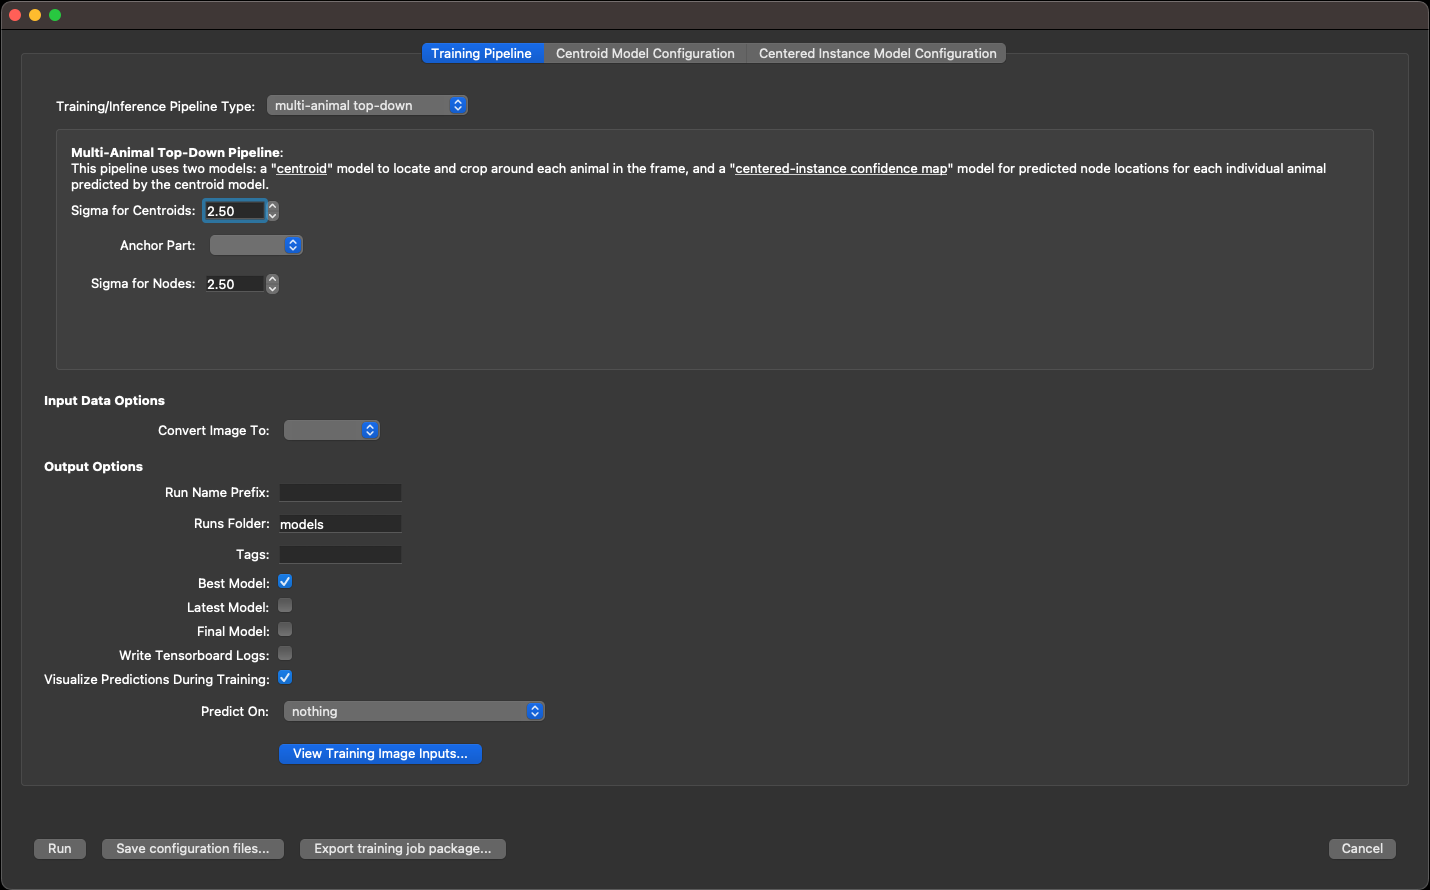 Training Pipeline Centroid Model Configuration Centered Instance Model Configuration
Training/Inference Pipeline Type: multi-animal top-down
Multi-Animal Top-Down Pipeline:
This pipeline uses two models: a "centroid" model to locate and crop around each animal in the frame, and a "centered-instance confidence map" model for predicted node locations for each individual animal
predicted by the centroid model.
Sigma for Centroids: 2.50
Anchor Part:
Sigma for Nodes: 2.50
Input Data Options
Convert Image To:
Output Options
Run Name Prefix:
Runs Folder: models
Tags:
Best Model:
Latest Model:
Final Model:
Write Tensorboard Logs:
Visualize Predictions During Training:
Predict On: nothing
View Training Image Inputs...
Run Save configuration files... Export training job package... Cancel